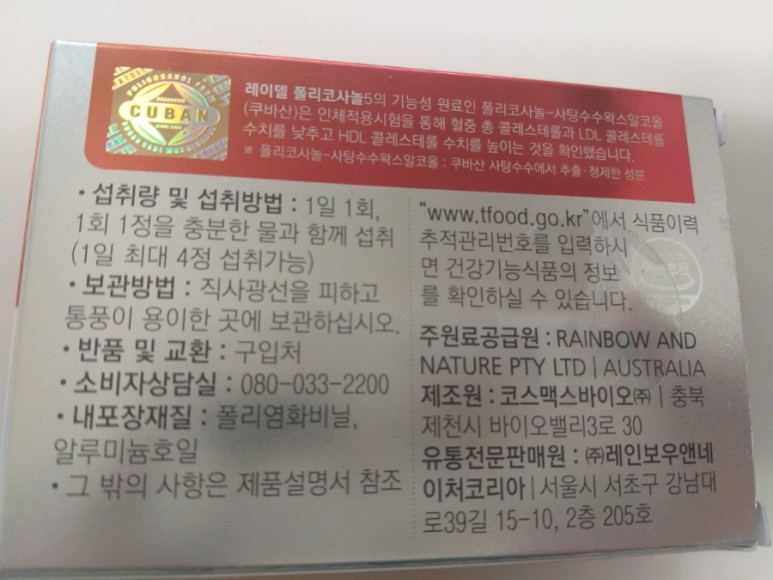 CUBAN
레이델 폴리코사놀5의 기능성 원료인 폴리코사놀-사탕수수왁스알코올
(쿠바산)은 인체적용시험을 통해 혈중 총 콜레스테롤과 LDL 콜레스테롤
수치를 낮추고 HDL 콜레스테롤 수치를 높이는 것을 확인했습니다.
※ 폴리코사놀-사탕수수왁스알코올 : 쿠바산 사탕수수에서 추출·정제한 성분
· 섭취량 및 섭취방법 : 1일 1회,
1회 1정을 충분한 물과 함께 섭취
(1일 최대 4정 섭취가능)
· 보관방법 : 직사광선을 피하고
통풍이 용이한 곳에 보관하십시오.
· 반품 및 교환 : 구입처
· 소비자상담실 : 080-033-2200
· 내포장재질 : 폴리염화비닐,
알루미늄호일
· 그 밖의 사항은 제품설명서 참조
"www.tfood.go.kr"에서 식품이력
추적관리번호를 입력하시
면 건강기능식품의 정보
를 확인하실 수 있습니다.
주원료공급원 : RAINBOW AND
NATURE PTY LTD | AUSTRALIA
제조원 : 코스맥스바이오㈜ | 충북
제천시 바이오밸리3로 30
유통전문판매원 : ㈜레인보우앤네
이처코리아 | 서울시 서초구 강남대
로39길 15-10, 2층 205호